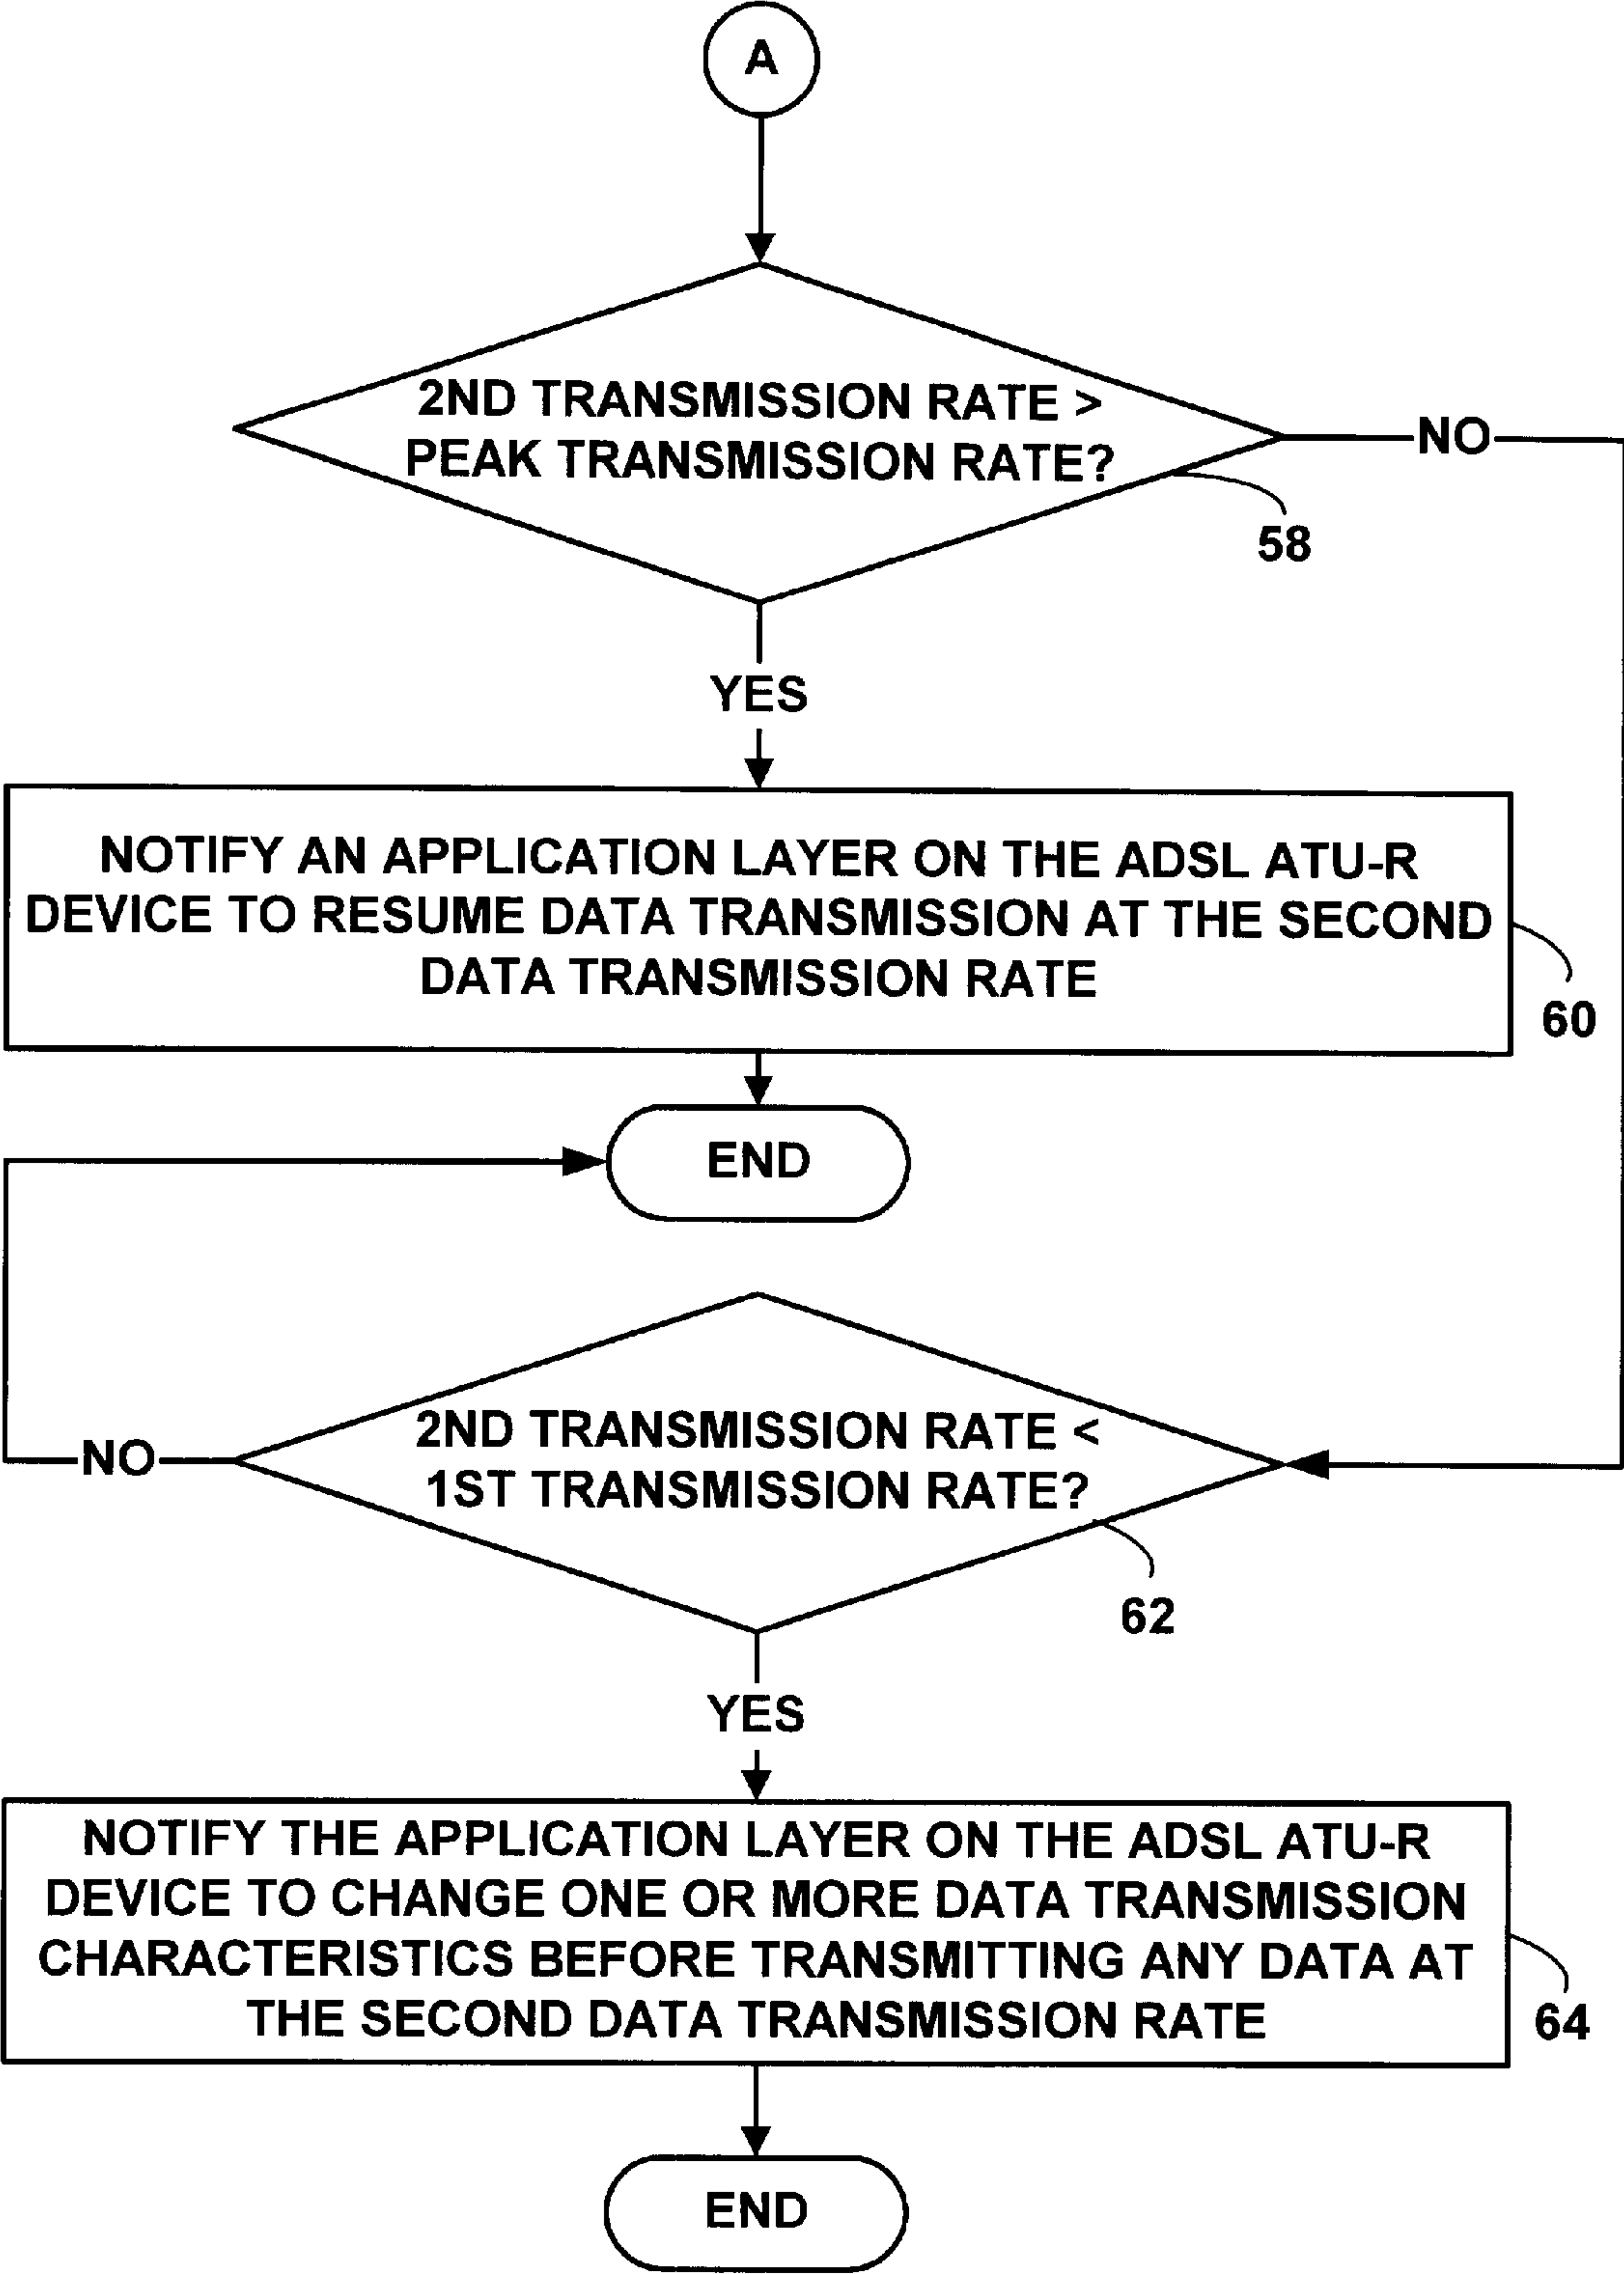 A
2ND TRANSMISSION RATE >
PEAK TRANSMISSION RATE?
NO
58
YES
NOTIFY AN APPLICATION LAYER ON THE ADSL ATU-R
DEVICE TO RESUME DATA TRANSMISSION AT THE SECOND
DATA TRANSMISSION RATE
60
END
2ND TRANSMISSION RATE <
1ST TRANSMISSION RATE?
NO
62
YES
NOTIFY THE APPLICATION LAYER ON THE ADSL ATU-R
DEVICE TO CHANGE ONE OR MORE DATA TRANSMISSION
CHARACTERISTICS BEFORE TRANSMITTING ANY DATA AT
THE SECOND DATA TRANSMISSION RATE
64
END